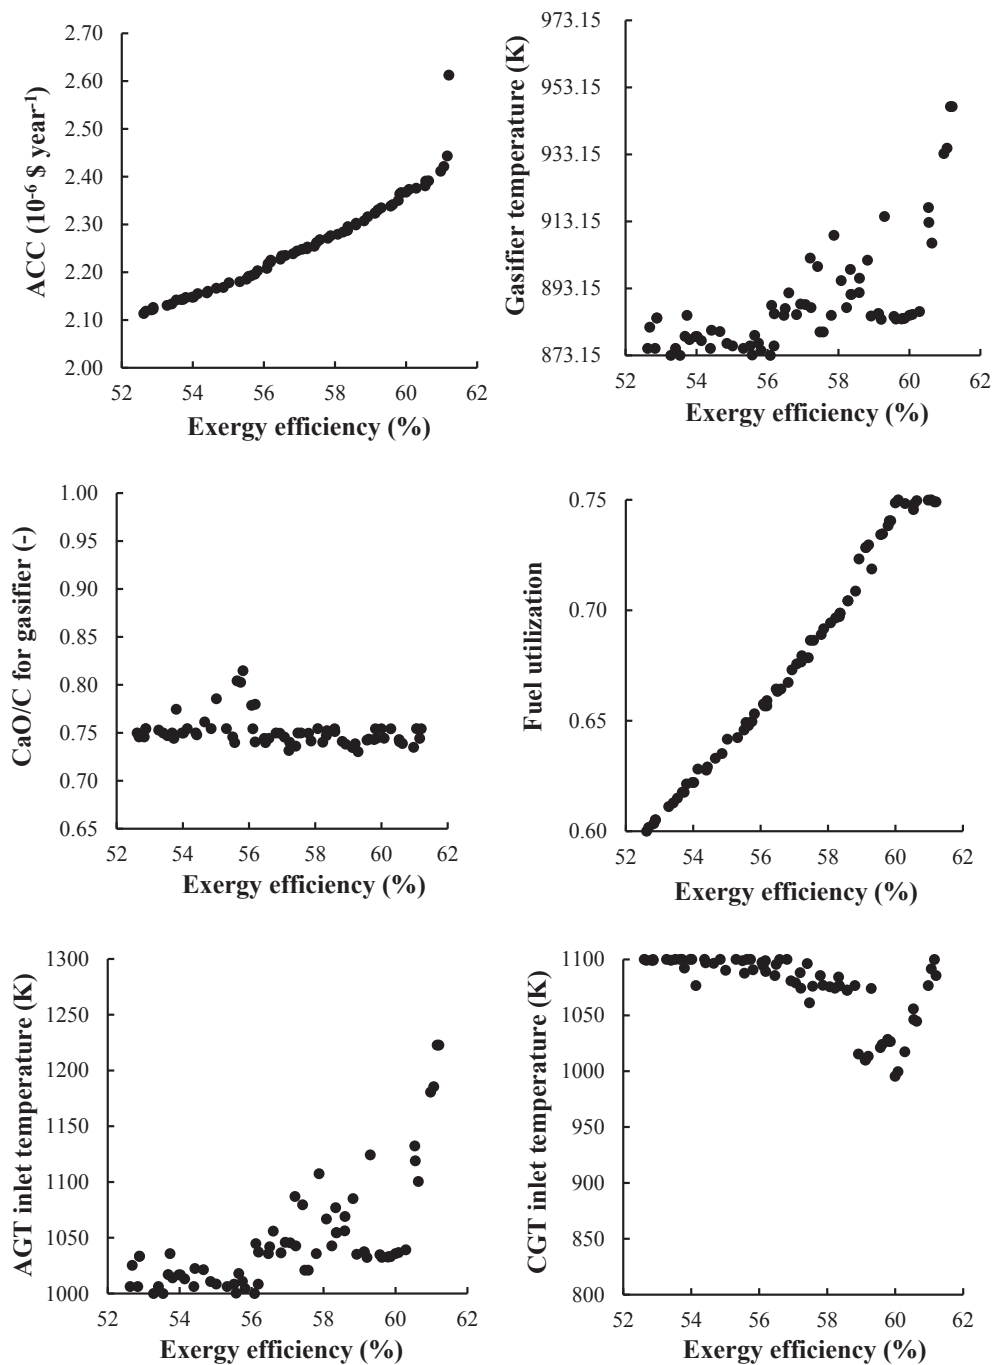 2.70
2.60
2.50
2.40
2.30
2.20
2.10
2.00
ACC (10⁻⁶ $ year⁻¹)
52 54 56 58 60 62
Exergy efficiency (%)
973.15
953.15
933.15
913.15
893.15
873.15
Gasifier temperature (K)
52 54 56 58 60 62
Exergy efficiency (%)
1.00
0.95
0.90
0.85
0.80
0.75
0.70
0.65
CaO/C for gasifier (-)
52 54 56 58 60 62
Exergy efficiency (%)
0.75
0.70
0.65
0.60
Fuel utilization
52 54 56 58 60 62
Exergy efficiency (%)
1300
1250
1200
1150
1100
1050
1000
AGT inlet temperature (K)
52 54 56 58 60 62
Exergy efficiency (%)
1100
1050
1000
950
900
850
800
CGT inlet temperature (K)
52 54 56 58 60 62
Exergy efficiency (%)